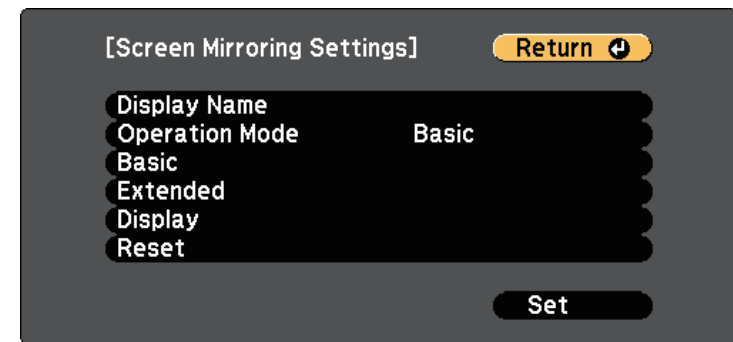 [Screen Mirroring Settings] Return
Display Name
Operation Mode Basic
Basic
Extended
Display
Reset
Set